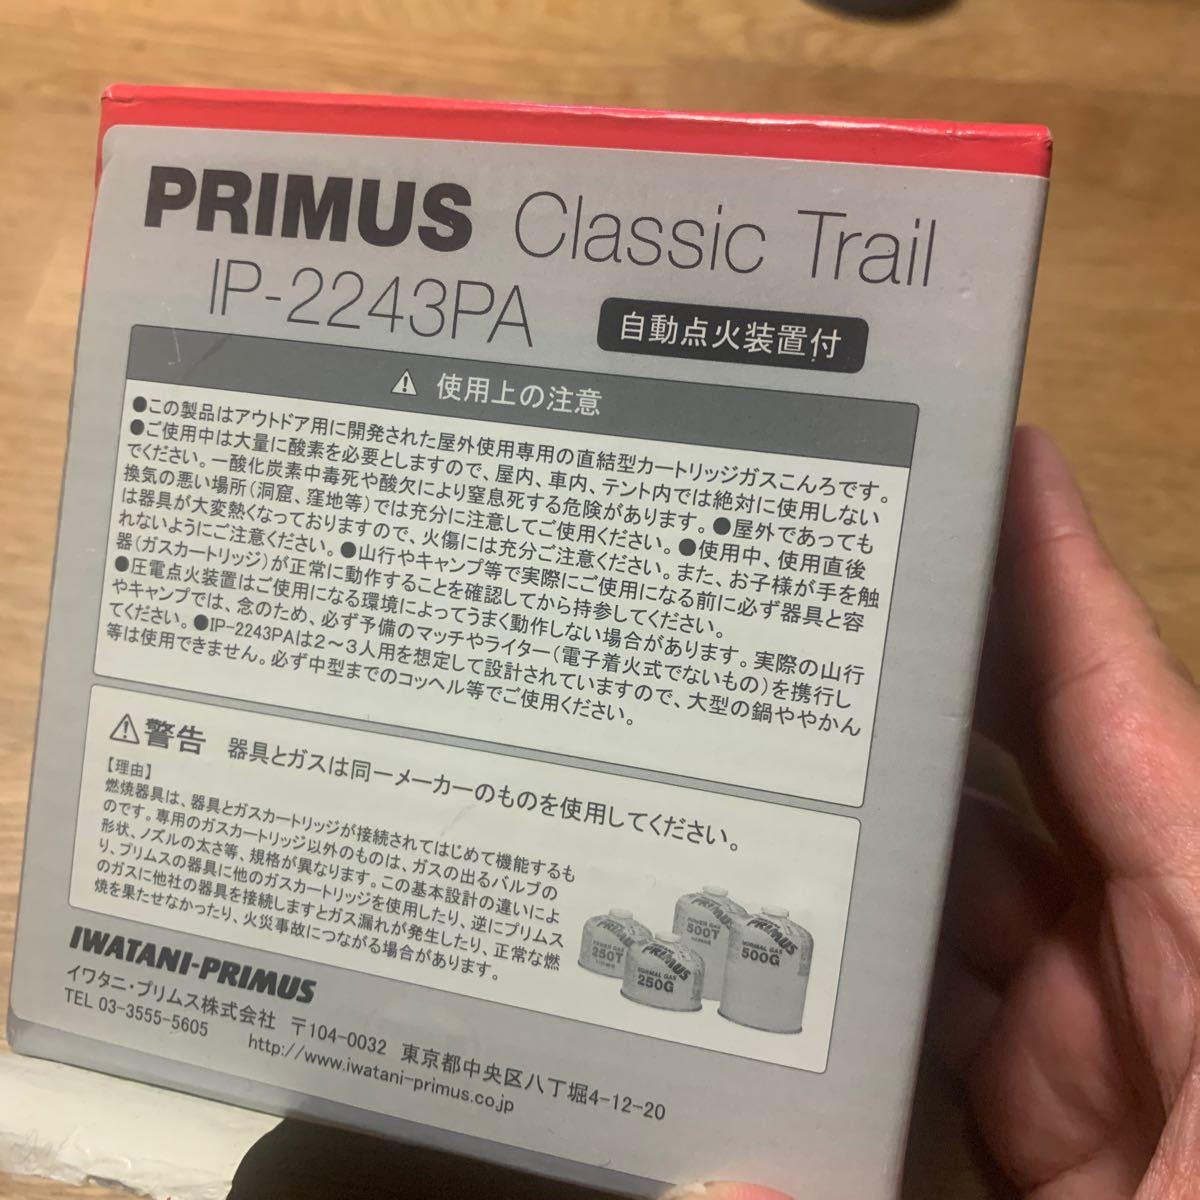 PRIMUS Classic Trail
IP-2243PA 自動点火装置付
⚠ 使用上の注意
●この製品はアウトドア用に開発された屋外使用専用の直結型カートリッジガスこんろです。
●ご使用中は大量に酸素を必要としますので、屋内、車内、テント内では絶対に使用しない
でください。一酸化炭素中毒死や酸欠により窒息死する危険があります。●屋外であっても
換気の悪い場所(洞窟、窪地等)では充分に注意してご使用ください。●使用中、使用直後
は器具が大変熱くなっておりますので、火傷には充分ご注意ください。また、お子様が手を触
れないようにご注意ください。●山行やキャンプ等で実際にご使用になる前に必ず器具と容
器(ガスカートリッジ)が正常に動作することを確認してから持参してください。
●圧電点火装置はご使用になる環境によってうまく動作しない場合があります。実際の山行
やキャンプでは、念のため、必ず予備のマッチやライター(電子着火式でないもの)を携行し
てください。●IP-2243PAは2〜3人用を想定して設計されていますので、大型の鍋ややかん
等は使用できません。必ず中型までのコッヘル等でご使用ください。
⚠警告 器具とガスは同一メーカーのものを使用してください。
【理由】
燃焼器具は、器具とガスカートリッジが接続されてはじめて機能するも
のです。専用のガスカートリッジ以外のものは、ガスの出るバルブの
形状、ノズルの太さ等、規格が異なります。この基本設計の違いによ
り、プリムスの器具に他のガスカートリッジを使用したり、逆にプリムス
のガスに他社の器具を接続しますとガス漏れが発生したり、正常な燃
焼を果たせなかったり、火災事故につながる場合があります。
PRIMUS
POWER GAS
250T
PRIMUS
NORMAL GAS
250G
PRIMUS
POWER GAS
500T
PRIMUS
NORMAL GAS
500G
IWATANI-PRIMUS
イワタニ・プリムス株式会社 〒104-0032 東京都中央区八丁堀4-12-20
TEL 03-3555-5605 http://www.iwatani-primus.co.jp